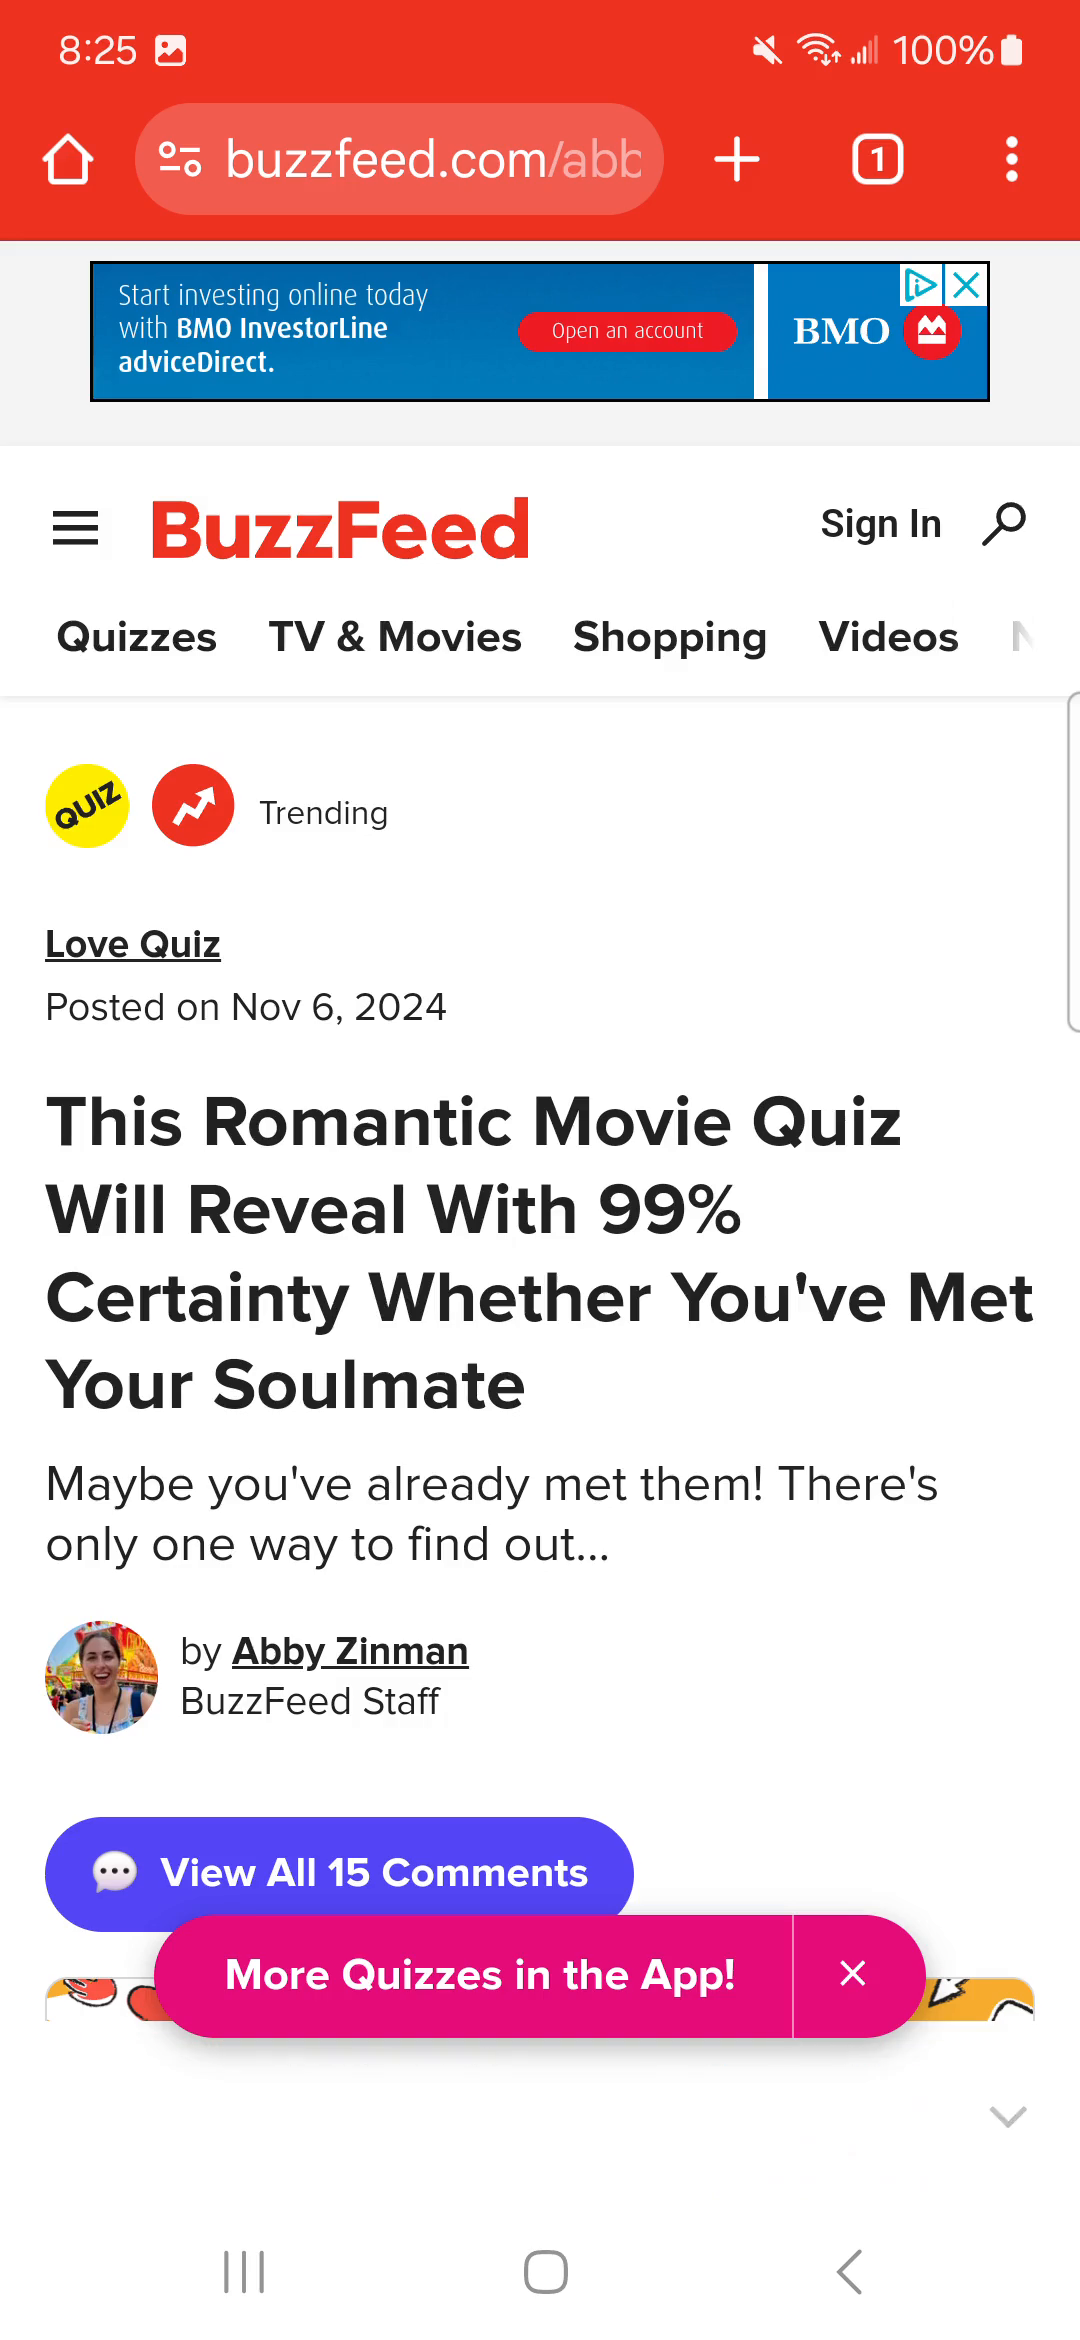 8:25
100%
buzzfeed.com/abb
1
Start investing online today
with BMO InvestorLine
adviceDirect.
Open an account
BMO
BuzzFeed
Sign In
Quizzes TV & Movies Shopping Videos N
QUIZ
Trending
Love Quiz
Posted on Nov 6, 2024
This Romantic Movie Quiz
Will Reveal With 99%
Certainty Whether You've Met
Your Soulmate
Maybe you've already met them! There's
only one way to find out...
by Abby Zinman
BuzzFeed Staff
View All 15 Comments
More Quizzes in the App!